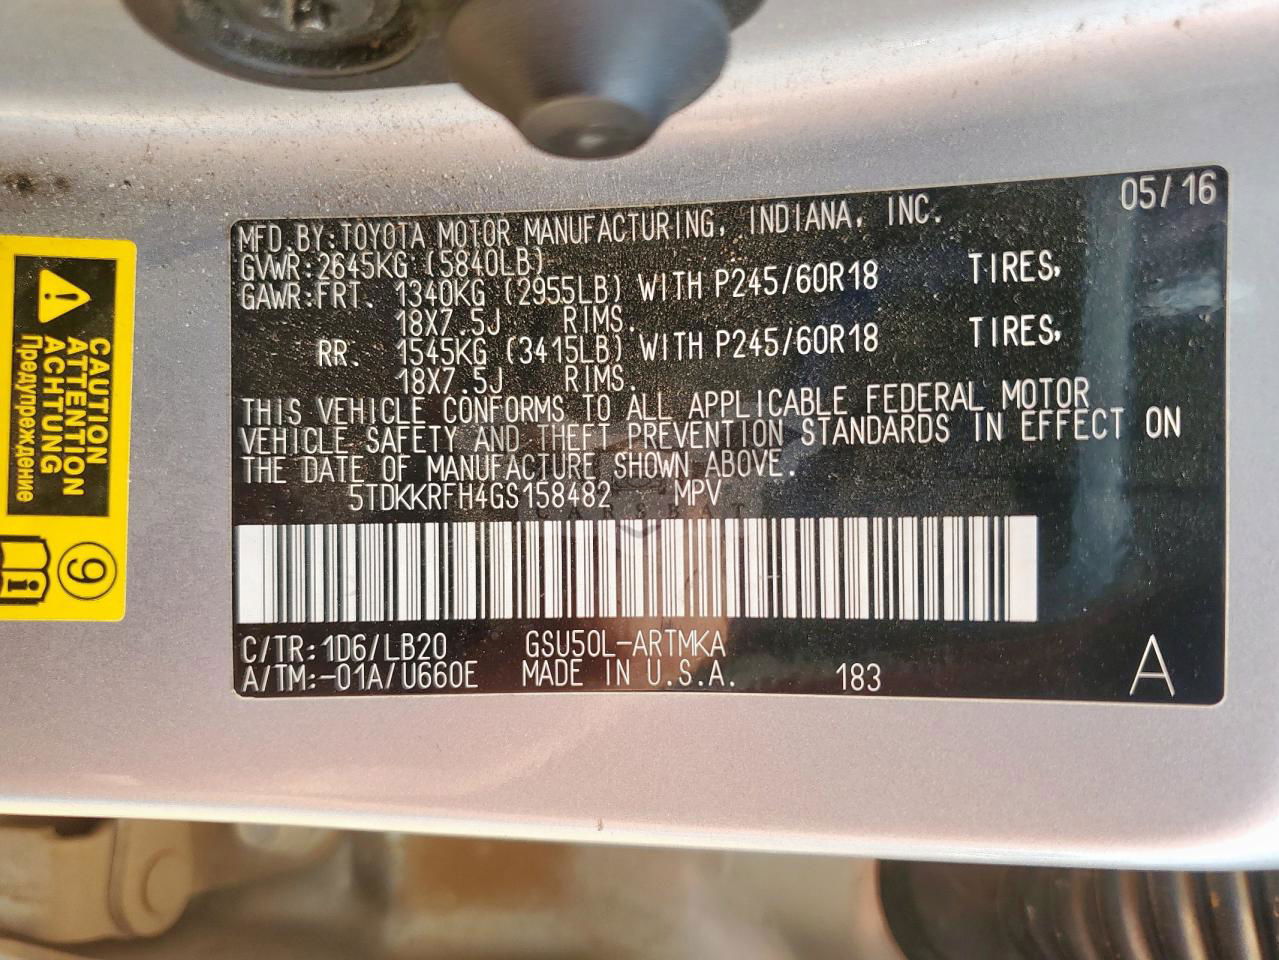 05/16
MFD.BY:TOYOTA MOTOR MANUFACTURING, INDIANA, INC.
GVWR:2645KG (5840LB)
GAWR:FRT. 1340KG (2955LB) WITH P245/60R18 TIRES,
18X7.5J RIMS.
RR. 1545KG (3415LB) WITH P245/60R18 TIRES,
18X7.5J RIMS.
THIS VEHICLE CONFORMS TO ALL APPLICABLE FEDERAL MOTOR
VEHICLE SAFETY AND THEFT PREVENTION STANDARDS IN EFFECT ON
THE DATE OF MANUFACTURE SHOWN ABOVE.
5TDKKRFH4GS158482 MPV
CARSBAT
C/TR:1D6/LB20 GSU50L-ARTMKA
A/TM:-01A/U660E MADE IN U.S.A. 183 A
CAUTION
ATTENTION
ACHTUNG
Предупреждение
9
i